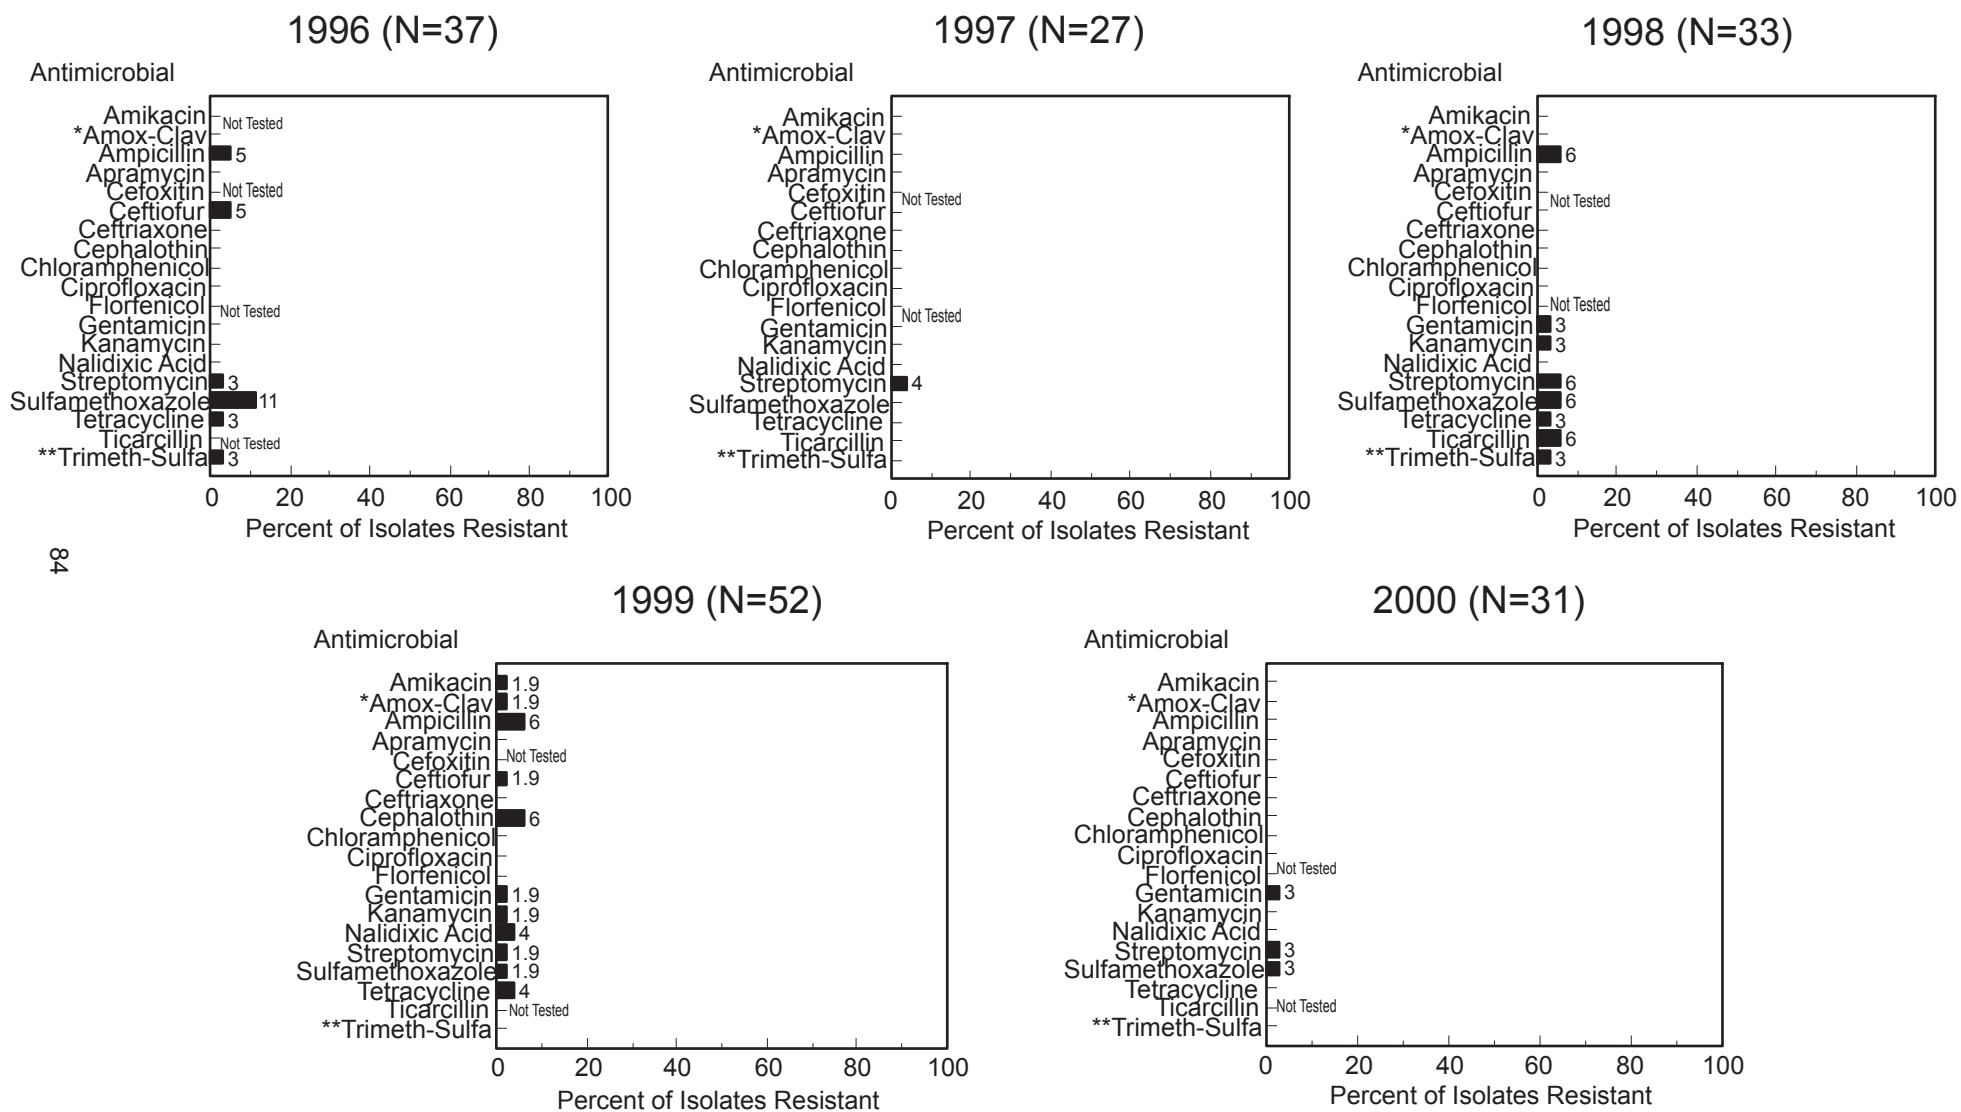 1996 (N=37)
Antimicrobial
Amikacin
Not Tested
*Amox-Clav
Ampicillin 5
Apramycin
Cefoxitin Not Tested
Ceftiofur 5
Ceftriaxone
Cephalothin
Chloramphenicol
Ciprofloxacin
Florfenicol Not Tested
Gentamicin
Kanamycin
Nalidixic Acid
Streptomycin 3
Sulfamethoxazole 11
Tetracycline 3
Ticarcillin Not Tested
**Trimeth-Sulfa 3
0 20 40 60 80 100
Percent of Isolates Resistant
1997 (N=27)
Antimicrobial
Amikacin
*Amox-Clav
Ampicillin
Apramycin
Cefoxitin Not Tested
Ceftiofur
Ceftriaxone
Cephalothin
Chloramphenicol
Ciprofloxacin
Florfenicol
Not Tested
Gentamicin
Kanamycin
Nalidixic Acid
Streptomycin 4
Sulfamethoxazole
Tetracycline
Ticarcillin
**Trimeth-Sulfa
0 20 40 60 80 100
Percent of Isolates Resistant
1998 (N=33)
Antimicrobial
Amikacin
*Amox-Clav
Ampicillin 6
Apramycin
Cefoxitin
Not Tested
Ceftiofur
Ceftriaxone
Cephalothin
Chloramphenicol
Ciprofloxacin
Florfenicol Not Tested
Gentamicin 3
Kanamycin 3
Nalidixic Acid
Streptomycin 6
Sulfamethoxazole 6
Tetracycline 3
Ticarcillin 6
**Trimeth-Sulfa 3
0 20 40 60 80 100
Percent of Isolates Resistant
84
1999 (N=52)
Antimicrobial
Amikacin 1.9
*Amox-Clav 1.9
Ampicillin 6
Apramycin
Cefoxitin Not Tested
Ceftiofur 1.9
Ceftriaxone
Cephalothin 6
Chloramphenicol
Ciprofloxacin
Florfenicol
Gentamicin 1.9
Kanamycin 1.9
Nalidixic Acid 4
Streptomycin 1.9
Sulfamethoxazole 1.9
Tetracycline 4
Ticarcillin Not Tested
**Trimeth-Sulfa
0 20 40 60 80 100
Percent of Isolates Resistant
2000 (N=31)
Antimicrobial
Amikacin
*Amox-Clav
Ampicillin
Apramycin
Cefoxitin
Ceftiofur
Ceftriaxone
Cephalothin
Chloramphenicol
Ciprofloxacin
Florfenicol Not Tested
Gentamicin 3
Kanamycin
Nalidixic Acid
Streptomycin 3
Sulfamethoxazole 3
Tetracycline
Ticarcillin Not Tested
**Trimeth-Sulfa
0 20 40 60 80 100
Percent of Isolates Resistant